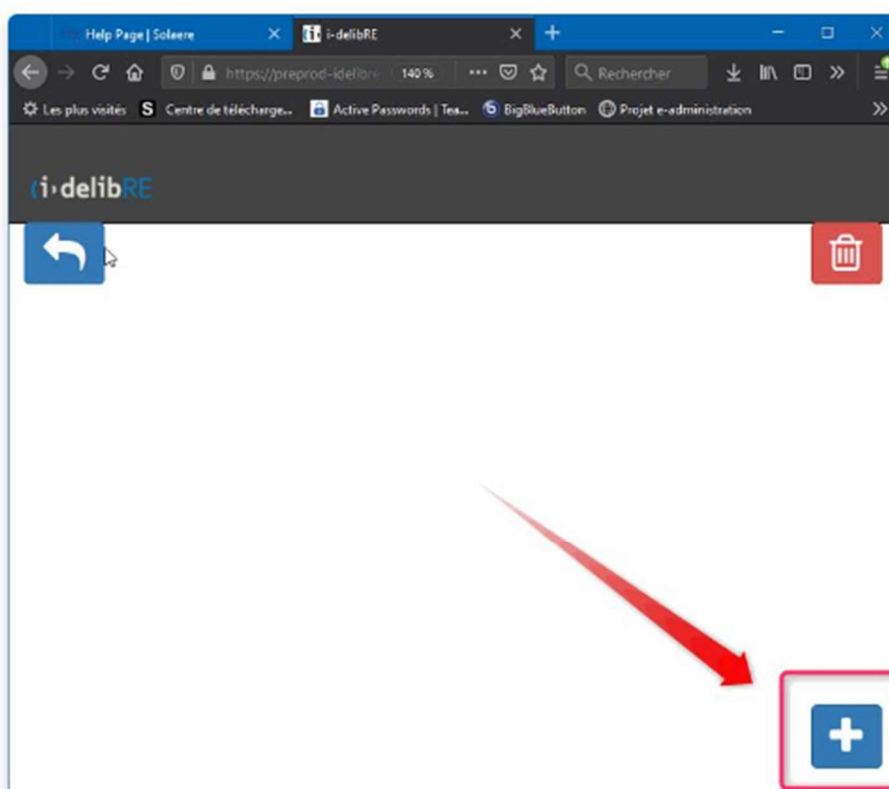 Help Page | Solaere i-delibRE
https://preprod-idelibre 140 % Rechercher
Les plus visités S Centre de télécharge... Active Passwords | Tea... BigBlueButton Projet e-administration
i delibRE